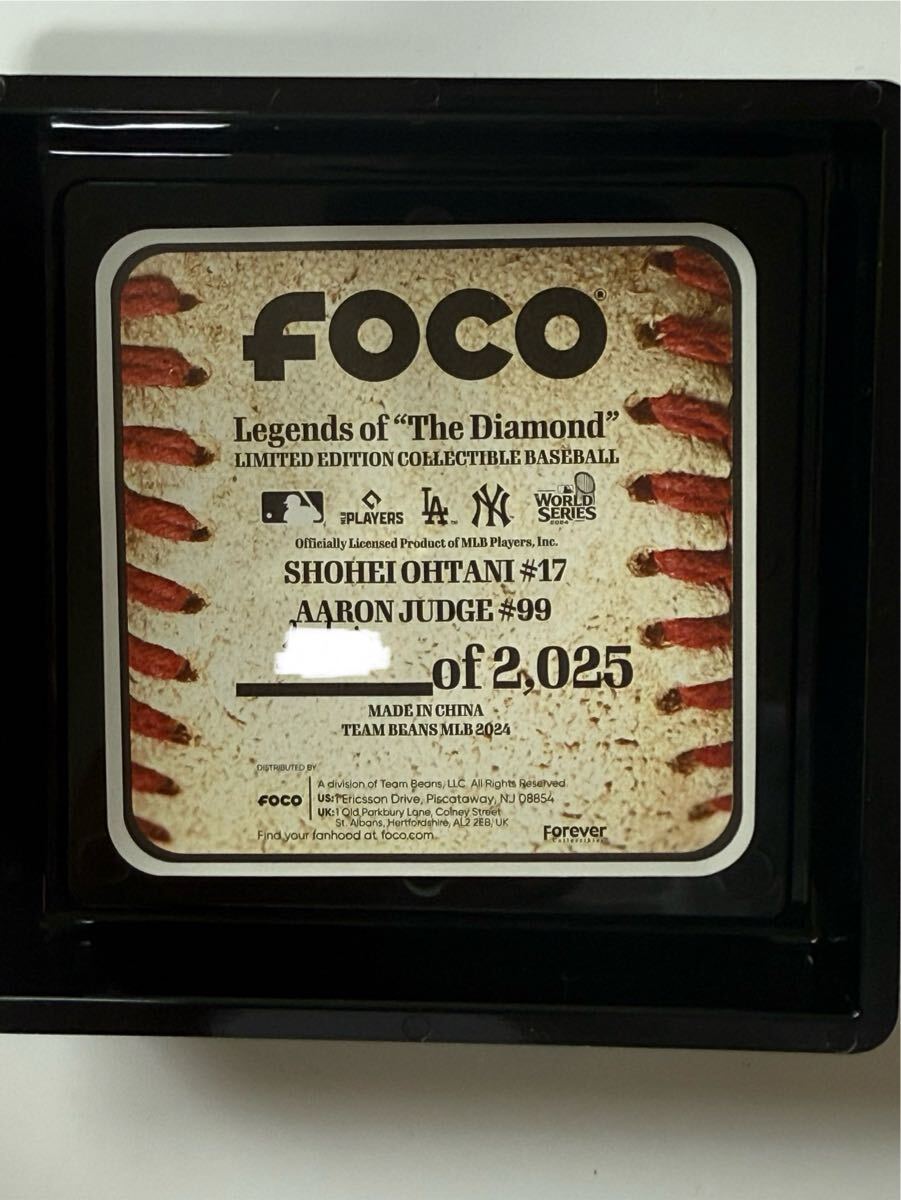 FOCO®
Legends of “The Diamond”
LIMITED EDITION COLLECTIBLE BASEBALL
MLB PLAYERS LA™ NY WORLD SERIES 2024
Officially Licensed Product of MLB Players, Inc.
SHOHEI OHTANI #17
AARON JUDGE #99
of 2,025
MADE IN CHINA
TEAM BEANS MLB 2024
DISTRIBUTED BY
FOCO
A division of Team Beans, LLC All Rights Reserved
US:1 Ericsson Drive, Piscataway, NJ 08854
UK:1 Old Parkbury Lane, Colney Street
St. Albans, Hertfordshire, AL2 2EB, UK
Find your fanhood at foco.com
Forever
Collectibles